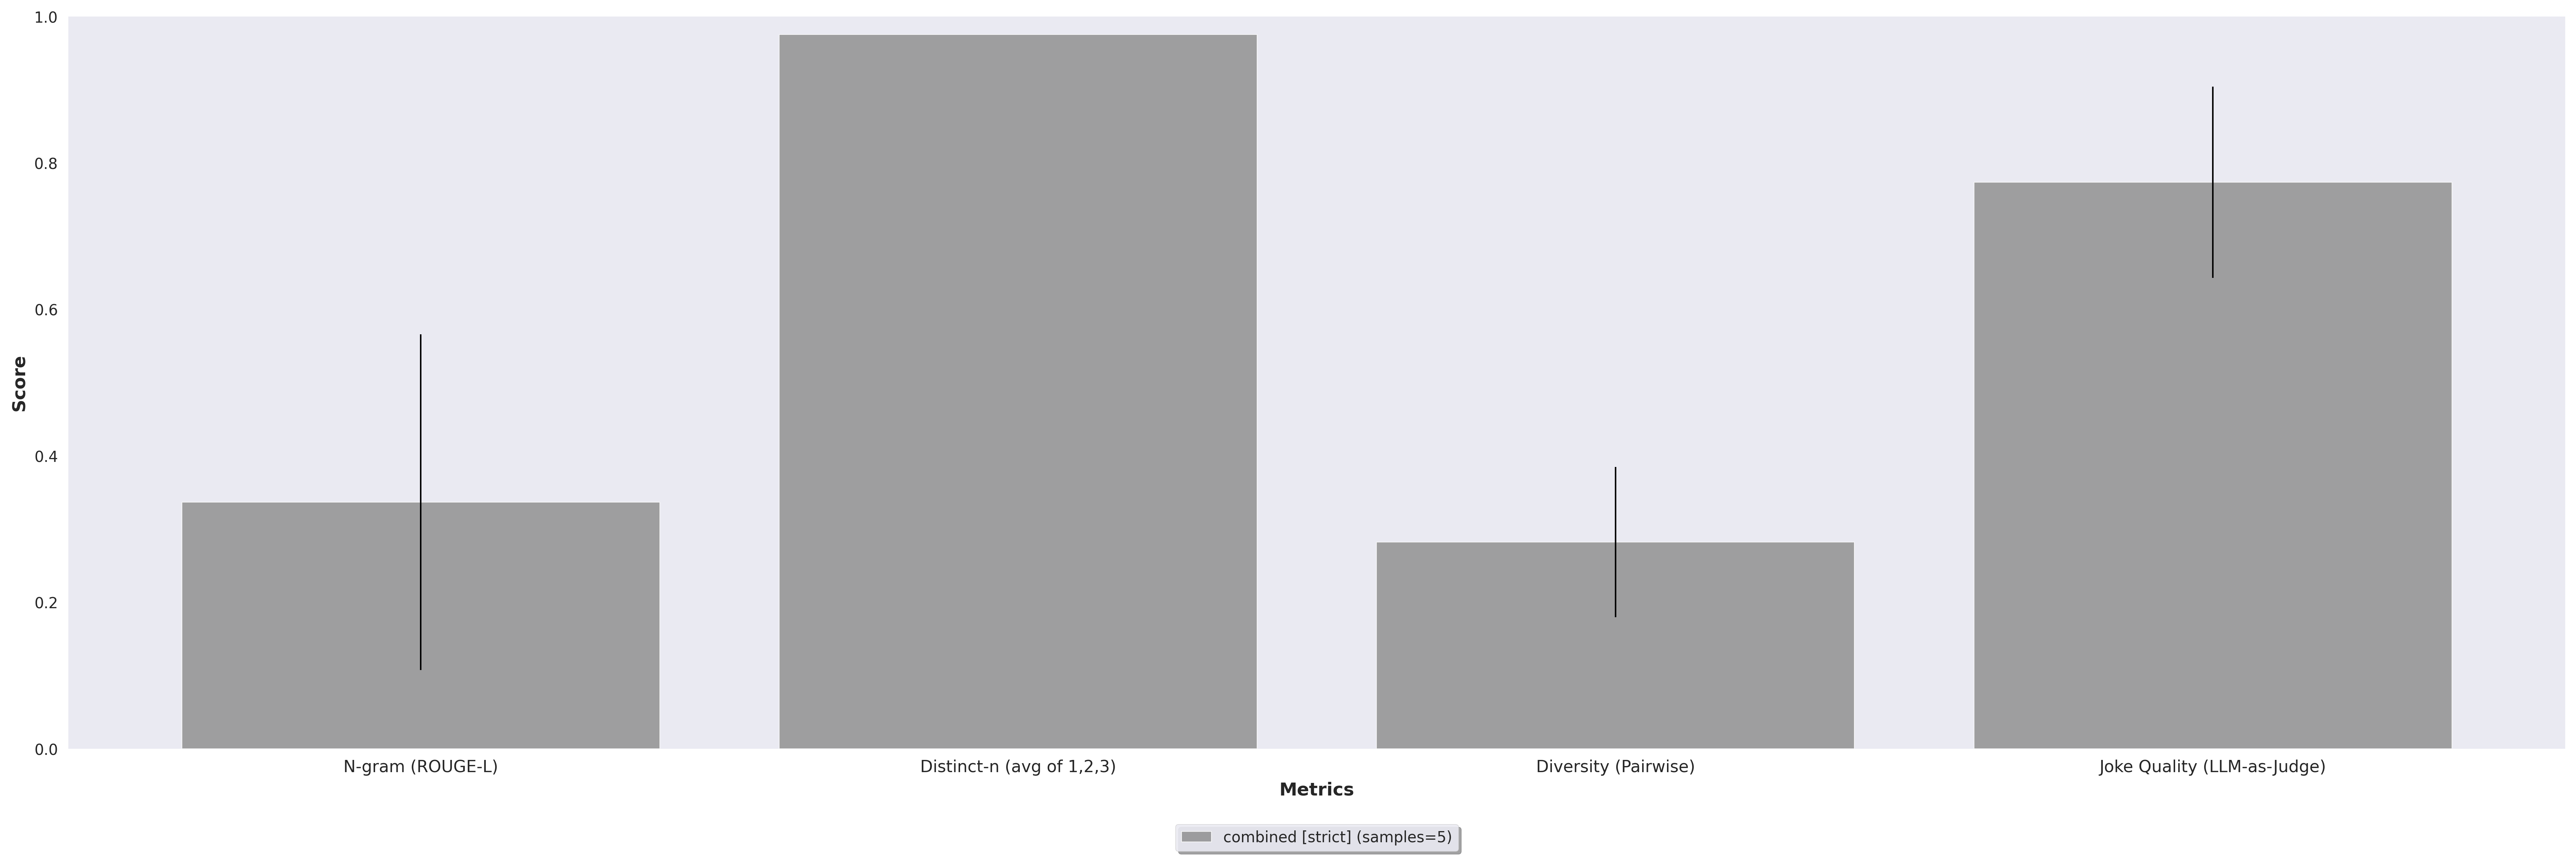 1.0
0.8
0.6
0.4
0.2
0.0
Score
N-gram (ROUGE-L)
Distinct-n (avg of 1,2,3)
Diversity (Pairwise)
Joke Quality (LLM-as-Judge)
Metrics
combined [strict] (samples=5)